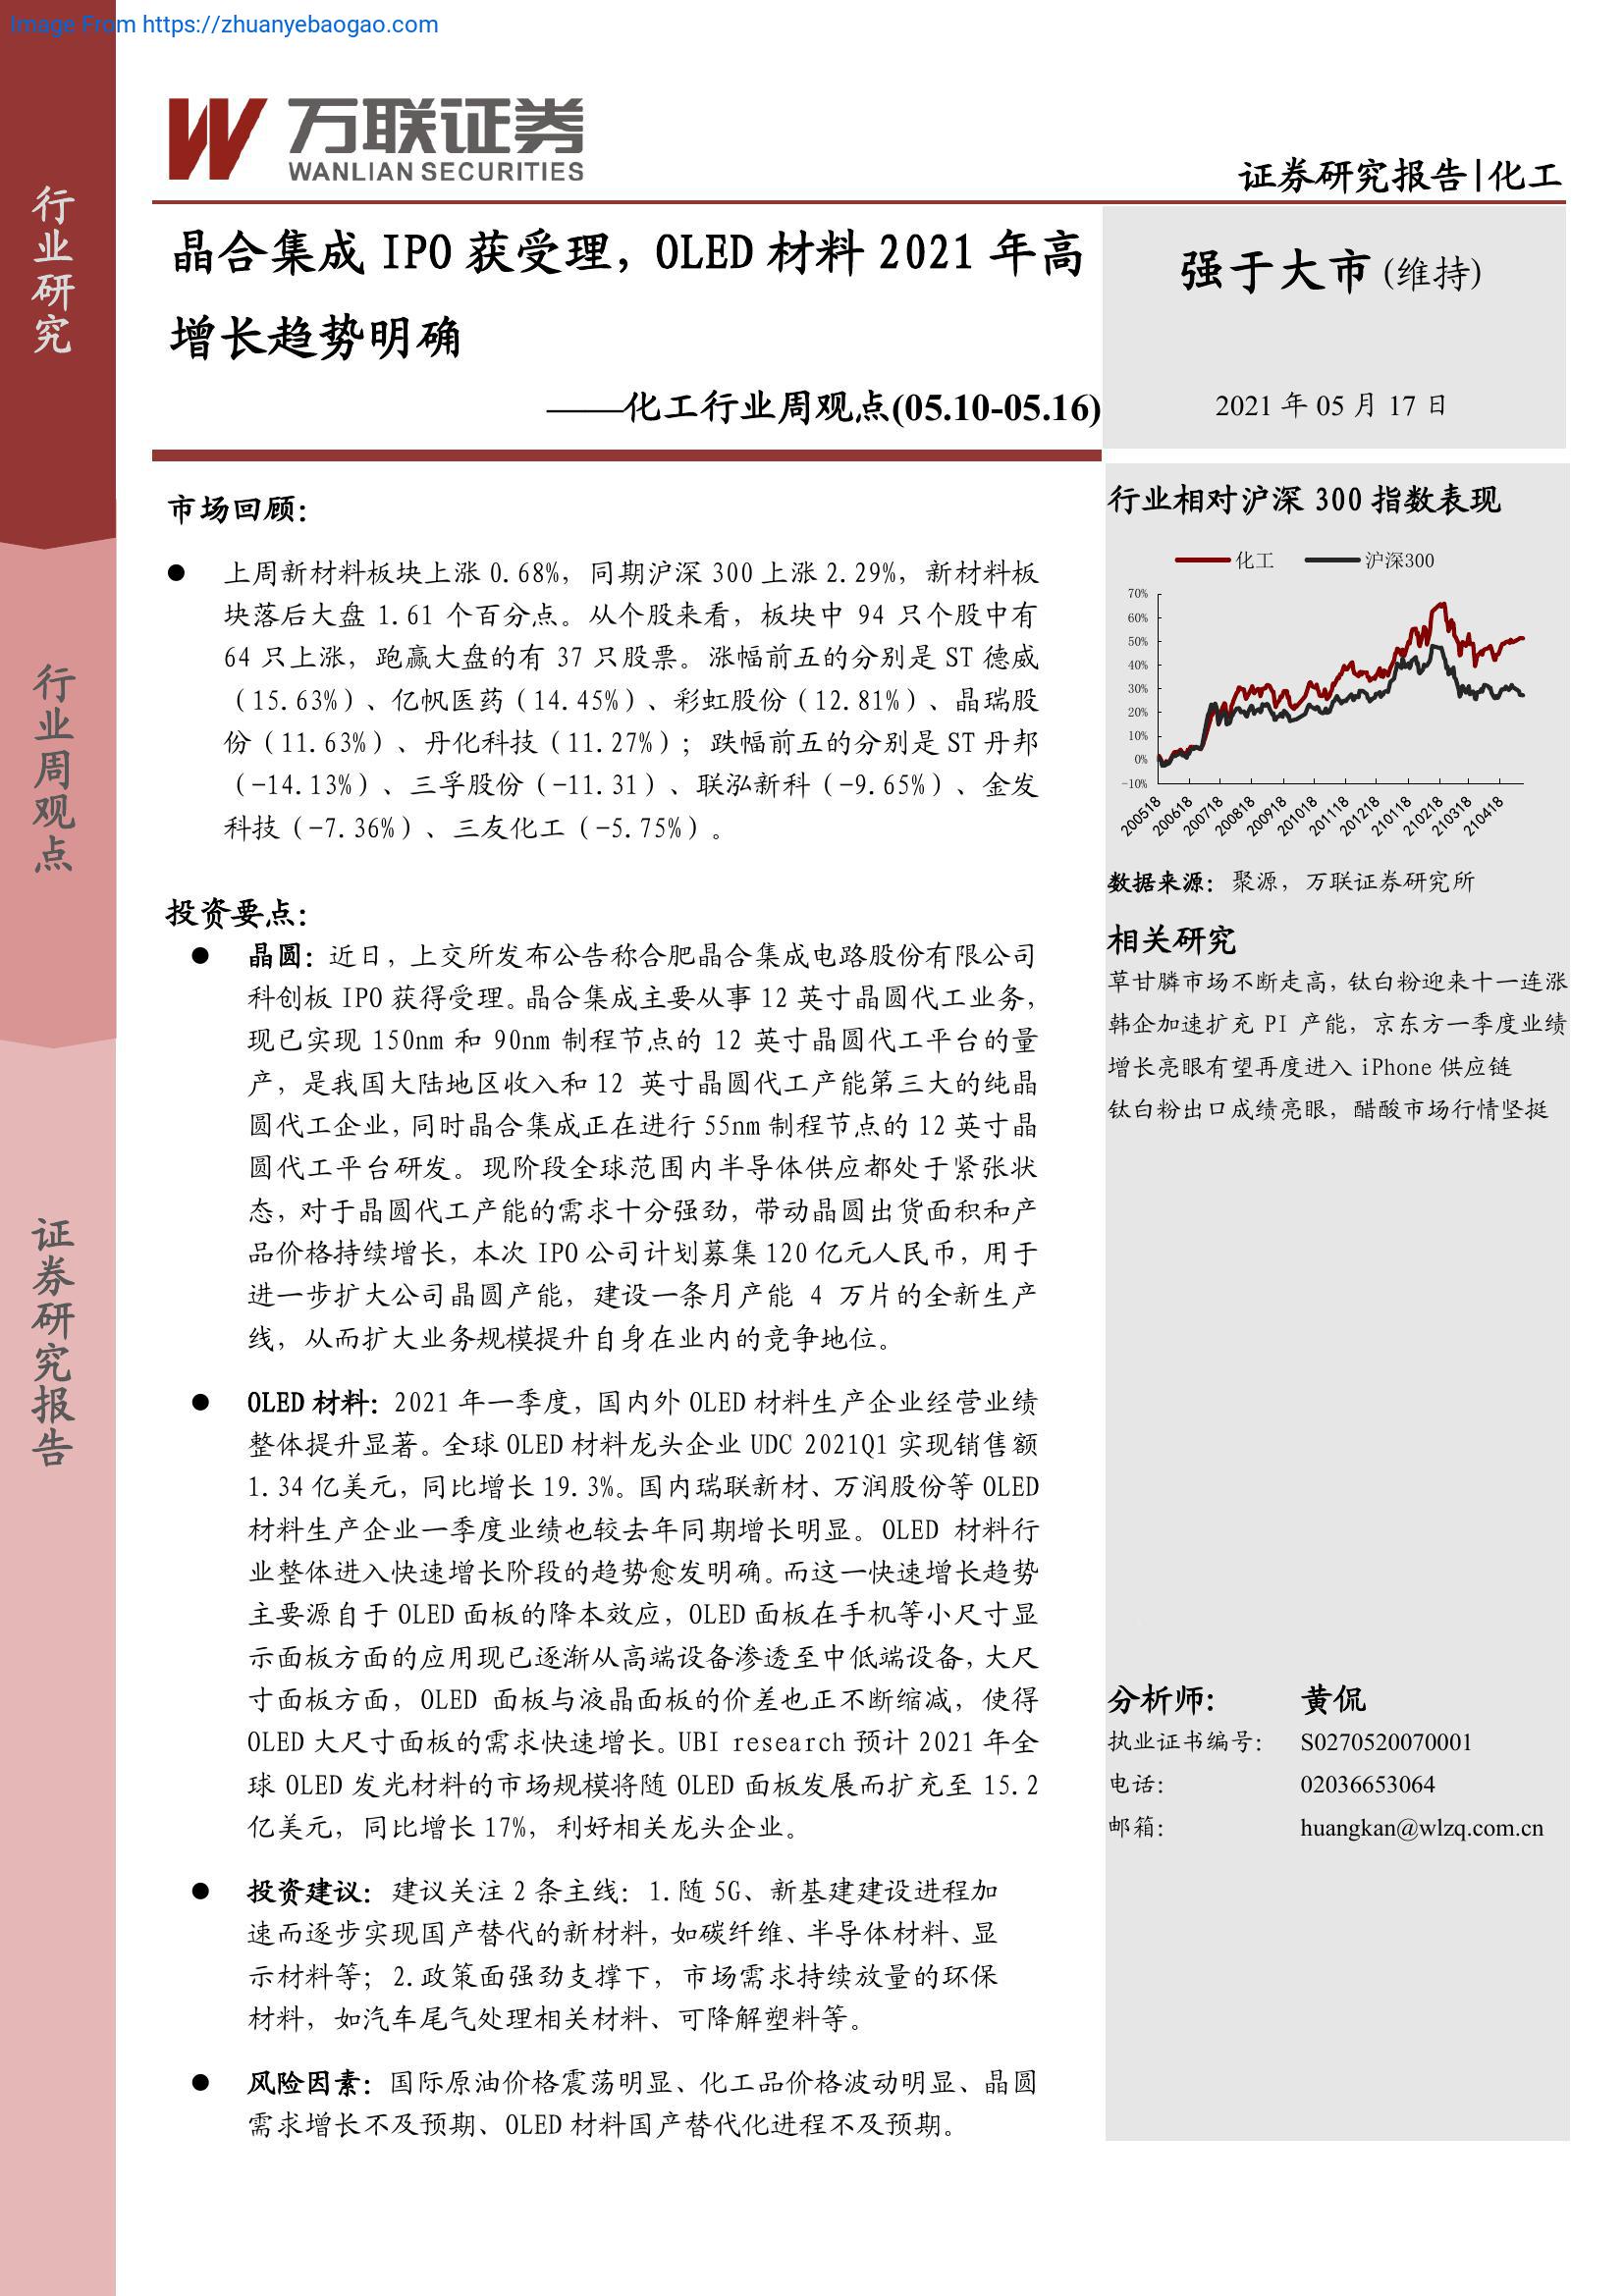 Image From https://zhuanyebaogao.com
万联证券
WANLIAN SECURITIES
证券研究报告|化工
行业研究
行业周观点
证券研究报告
晶合集成 IPO 获受理，OLED 材料 2021 年高
增长趋势明确
——化工行业周观点(05.10-05.16)
强于大市(维持)
2021 年 05 月 17 日
市场回顾：
● 上周新材料板块上涨 0.68%，同期沪深 300 上涨 2.29%，新材料板
块落后大盘 1.61 个百分点。从个股来看，板块中 94 只个股中有
64 只上涨，跑赢大盘的有 37 只股票。涨幅前五的分别是 ST 德威
（15.63%）、亿帆医药（14.45%）、彩虹股份（12.81%）、晶瑞股
份（11.63%）、丹化科技（11.27%）；跌幅前五的分别是 ST 丹邦
（-14.13%）、三孚股份（-11.31）、联泓新科（-9.65%）、金发
科技（-7.36%）、三友化工（-5.75%）。
投资要点：
● 晶圆：近日，上交所发布公告称合肥晶合集成电路股份有限公司
科创板 IPO 获得受理。晶合集成主要从事 12 英寸晶圆代工业务，
现已实现 150nm 和 90nm 制程节点的 12 英寸晶圆代工平台的量
产，是我国大陆地区收入和 12 英寸晶圆代工产能第三大的纯晶
圆代工企业，同时晶合集成正在进行 55nm 制程节点的 12 英寸晶
圆代工平台研发。现阶段全球范围内半导体供应都处于紧张状
态，对于晶圆代工产能的需求十分强劲，带动晶圆出货面积和产
品价格持续增长，本次 IPO 公司计划募集 120 亿元人民币，用于
进一步扩大公司晶圆产能，建设一条月产能 4 万片的全新生产
线，从而扩大业务规模提升自身在业内的竞争地位。
● OLED 材料：2021 年一季度，国内外 OLED 材料生产企业经营业绩
整体提升显著。全球 OLED 材料龙头企业 UDC 2021Q1 实现销售额
1.34 亿美元，同比增长 19.3%。国内瑞联新材、万润股份等 OLED
材料生产企业一季度业绩也较去年同期增长明显。OLED 材料行
业整体进入快速增长阶段的趋势愈发明确。而这一快速增长趋势
主要源自于 OLED 面板的降本效应，OLED 面板在手机等小尺寸显
示面板方面的应用现已逐渐从高端设备渗透至中低端设备，大尺
寸面板方面，OLED 面板与液晶面板的价差也正不断缩减，使得
OLED 大尺寸面板的需求快速增长。UBI research 预计 2021 年全
球 OLED 发光材料的市场规模将随 OLED 面板发展而扩充至 15.2
亿美元，同比增长 17%，利好相关龙头企业。
● 投资建议：建议关注 2 条主线：1.随 5G、新基建建设进程加
速而逐步实现国产替代的新材料，如碳纤维、半导体材料、显
示材料等；2.政策面强劲支撑下，市场需求持续放量的环保
材料，如汽车尾气处理相关材料、可降解塑料等。
● 风险因素：国际原油价格震荡明显、化工品价格波动明显、晶圆
需求增长不及预期、OLED 材料国产替代化进程不及预期。
行业相对沪深 300 指数表现
化工 沪深300
70%
60%
50%
40%
30%
20%
10%
0%
-10%
200518 200618 200718 200818 200918 201018 201118 201218 210118 210218 210318 210418
数据来源：聚源，万联证券研究所
相关研究
草甘膦市场不断走高，钛白粉迎来十一连涨
韩企加速扩充 PI 产能，京东方一季度业绩
增长亮眼有望再度进入 iPhone 供应链
钛白粉出口成绩亮眼，醋酸市场行情坚挺
分析师： 黄侃
执业证书编号： S0270520070001
电话： 02036653064
邮箱： huangkan@wlzq.com.cn